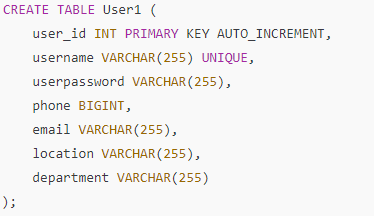 CREATE TABLE User1 (
    user_id INT PRIMARY KEY AUTO_INCREMENT,
    username VARCHAR(255) UNIQUE,
    userpassword VARCHAR(255),
    phone BIGINT,
    email VARCHAR(255),
    location VARCHAR(255),
    department VARCHAR(255)
);